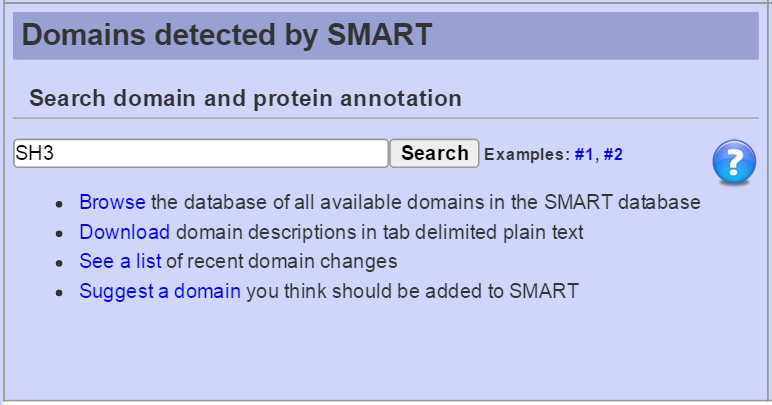 Domains detected by SMART
Search domain and protein annotation
SH3 Search Examples: #1, #2 ?
Browse the database of all available domains in the SMART database
Download domain descriptions in tab delimited plain text
See a list of recent domain changes
Suggest a domain you think should be added to SMART